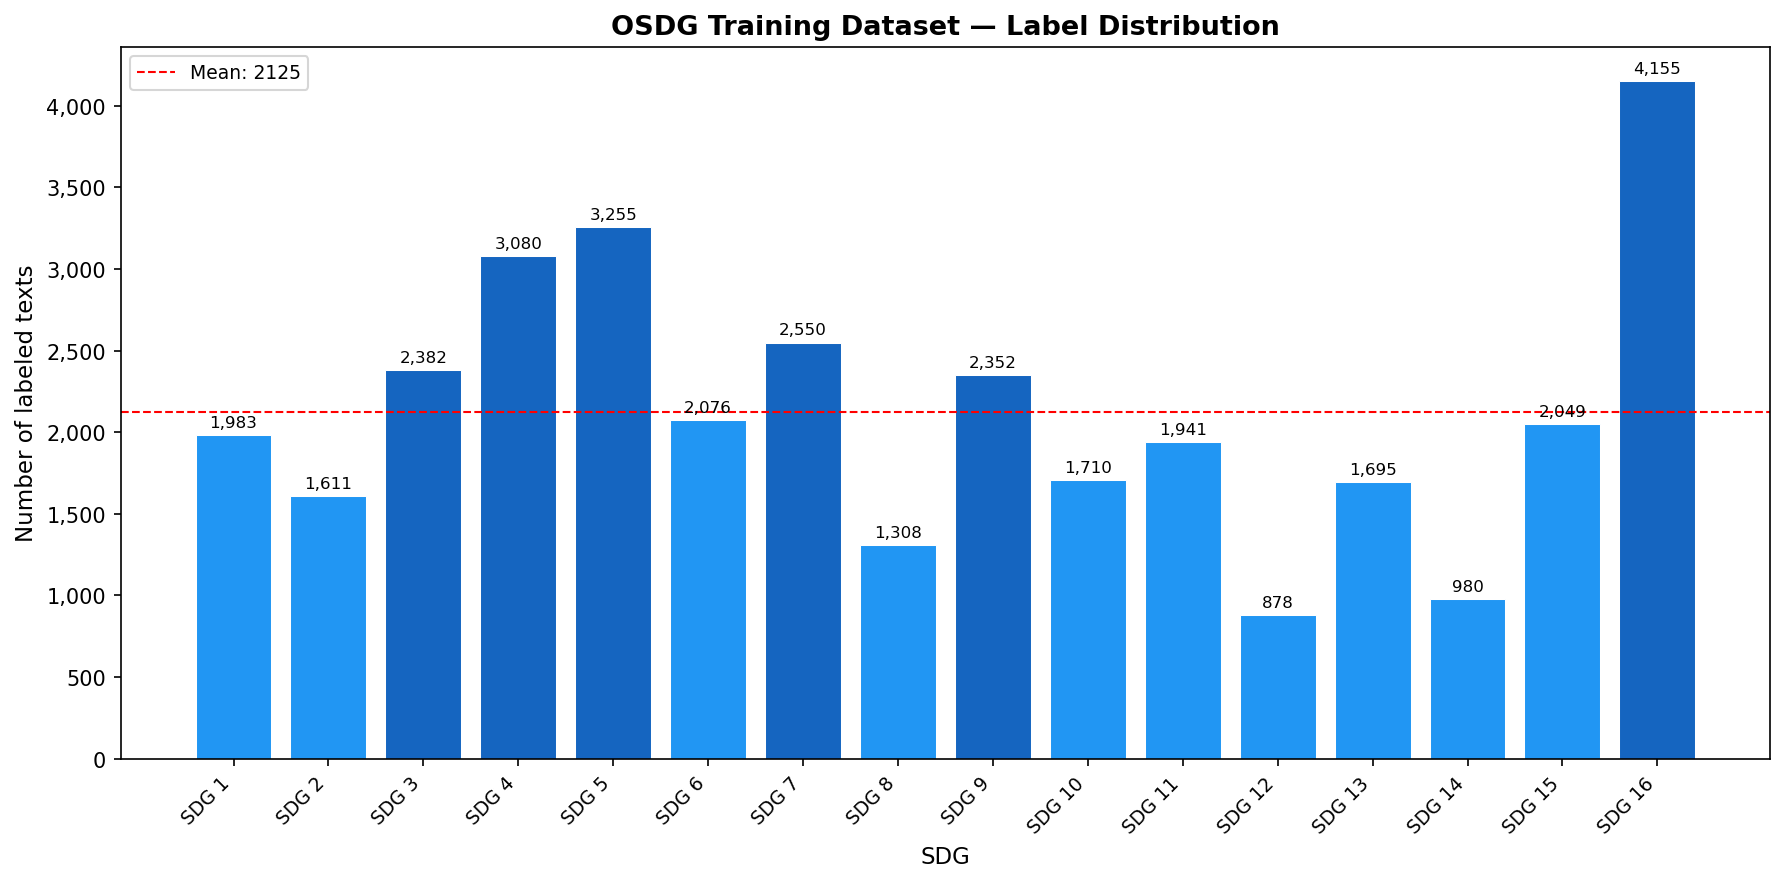 OSDG Training Dataset — Label Distribution
Mean: 2125
Number of labeled texts
4,000
3,500
3,000
2,500
2,000
1,500
1,000
500
0
1,983
1,611
2,382
3,080
3,255
2,076
2,550
1,308
2,352
1,710
1,941
878
1,695
980
2,049
4,155
SDG 1
SDG 2
SDG 3
SDG 4
SDG 5
SDG 6
SDG 7
SDG 8
SDG 9
SDG 10
SDG 11
SDG 12
SDG 13
SDG 14
SDG 15
SDG 16
SDG